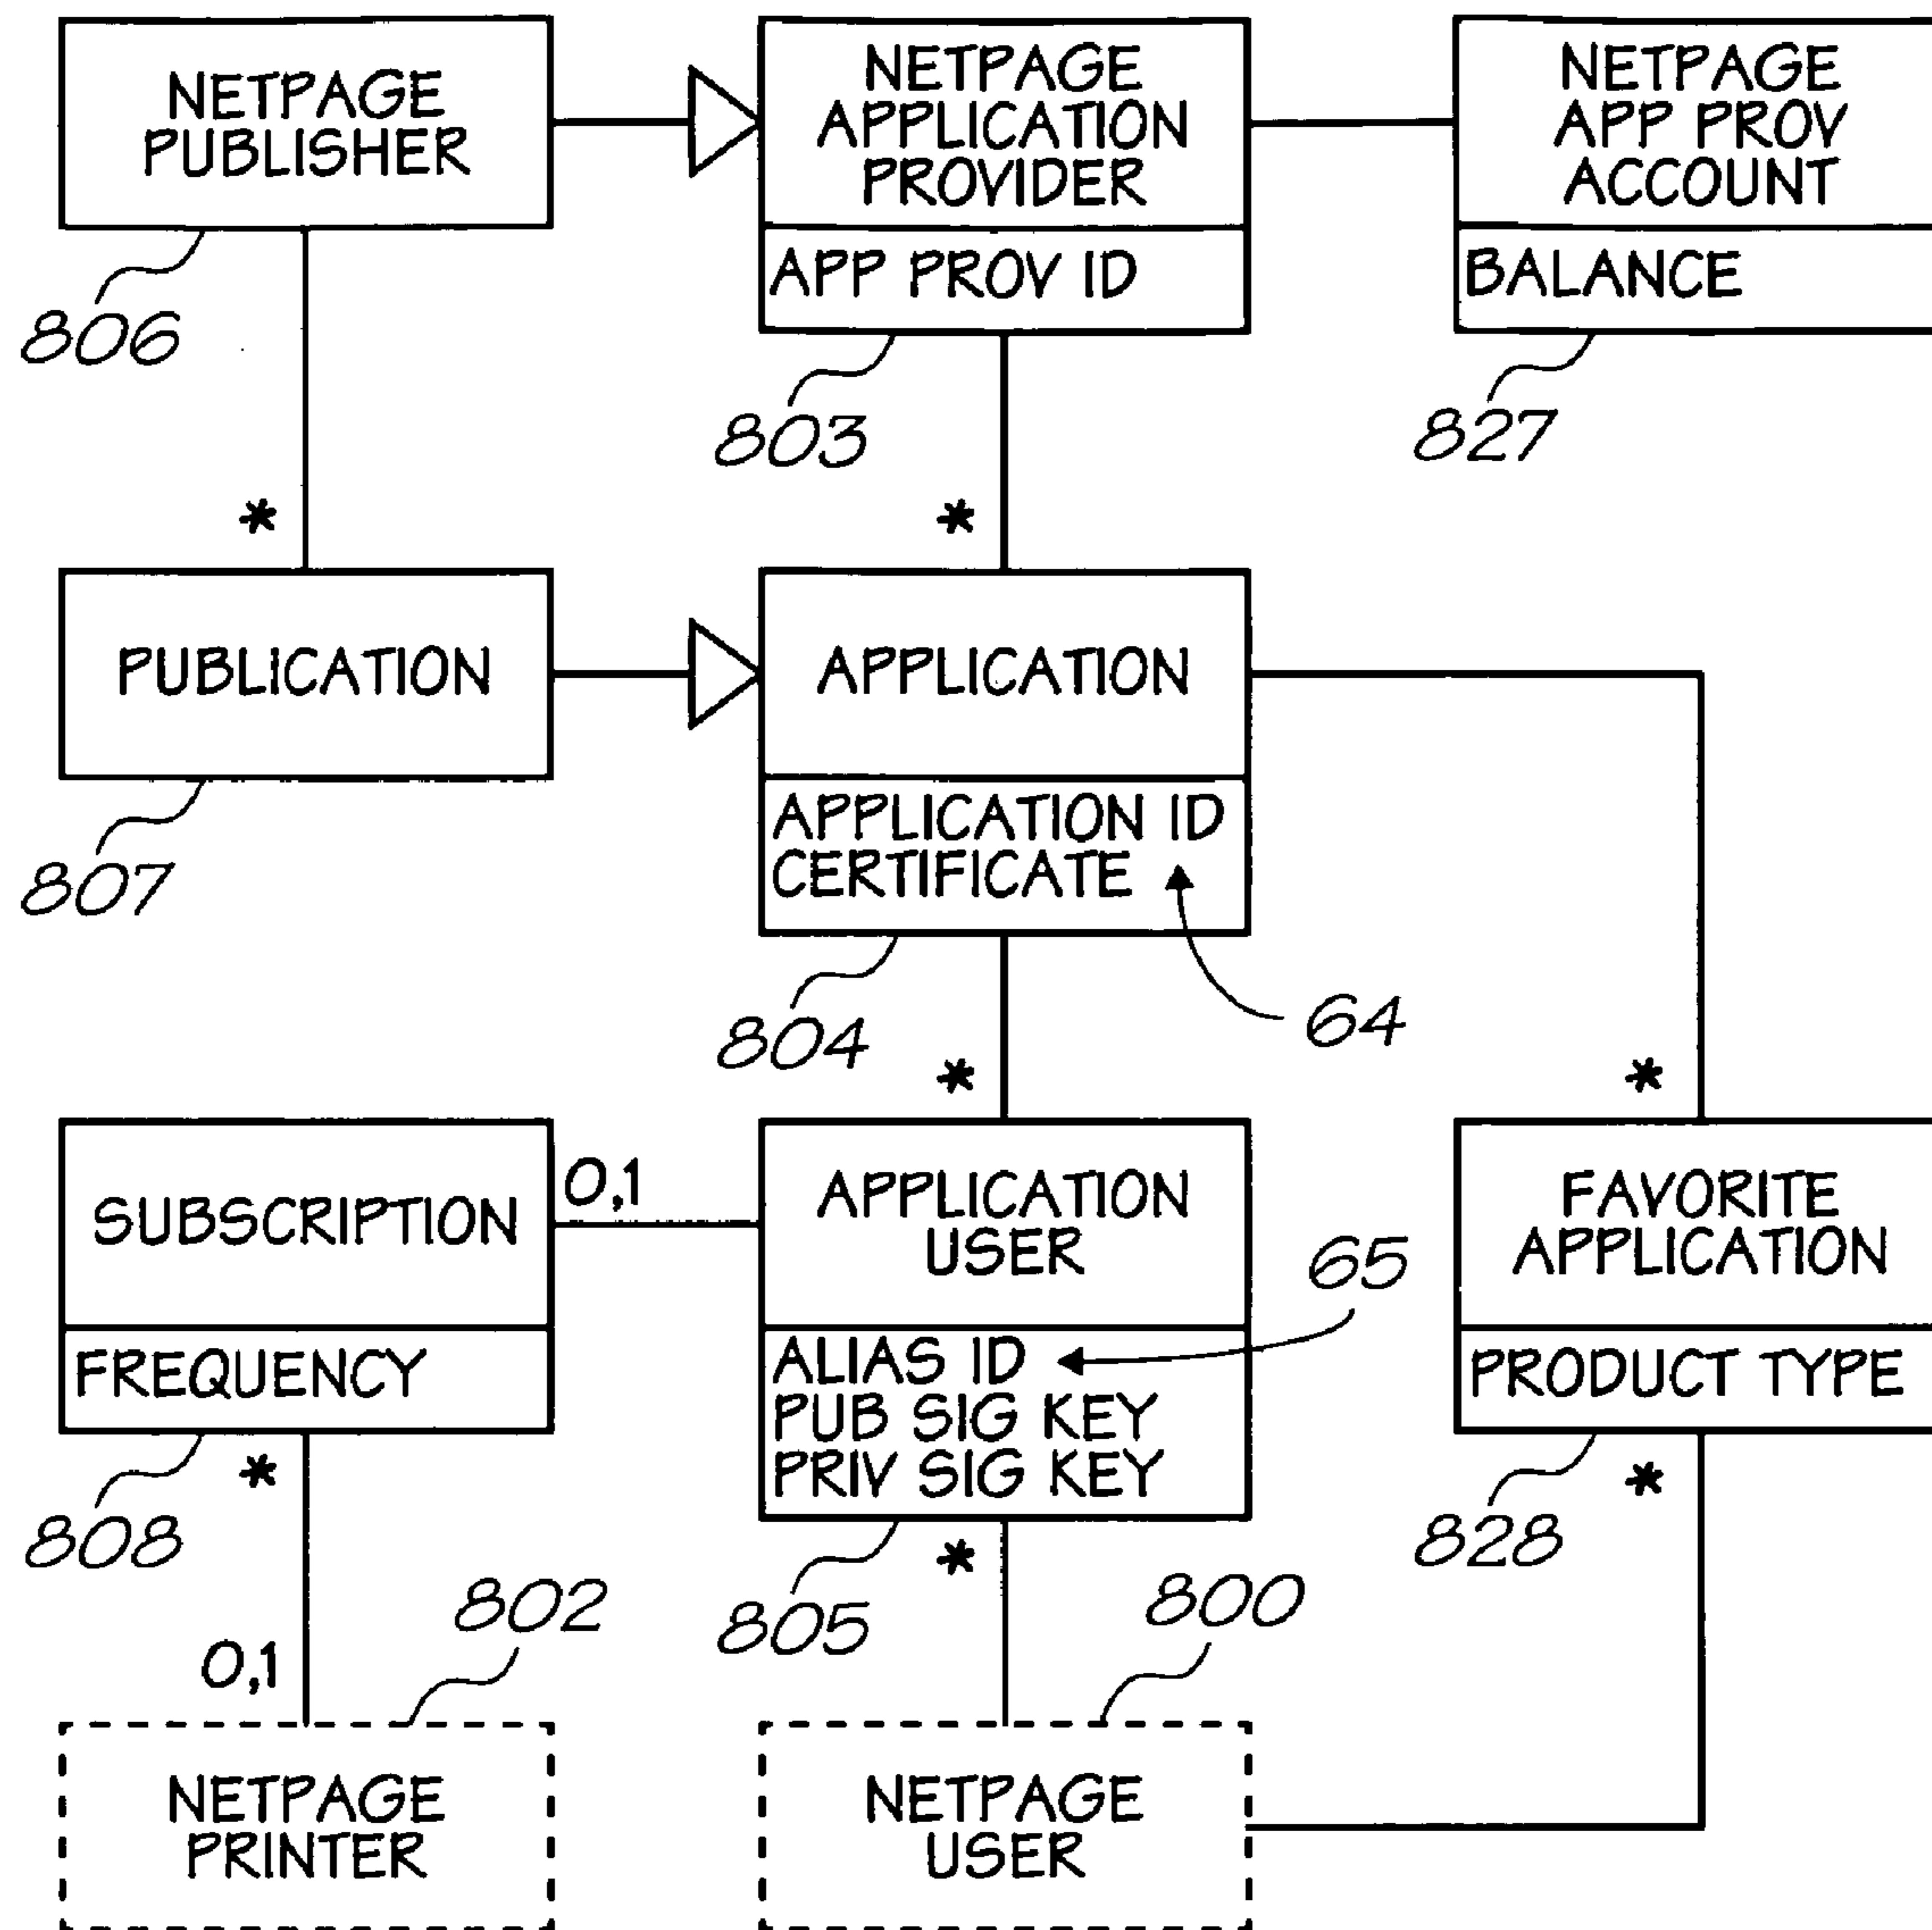 NETPAGE
PUBLISHER
NETPAGE
APPLICATION
PROVIDER
APP PROV ID
NETPAGE
APP PROV
ACCOUNT
BALANCE
806
803
827
*
*
PUBLICATION
APPLICATION
APPLICATION ID
CERTIFICATE
807
804
64
*
*
SUBSCRIPTION
FREQUENCY
0,1
APPLICATION
USER
ALIAS ID
PUB SIG KEY
PRIV SIG KEY
65
FAVORITE
APPLICATION
PRODUCT TYPE
*
*
*
808
805
828
802
800
0,1
NETPAGE
PRINTER
NETPAGE
USER